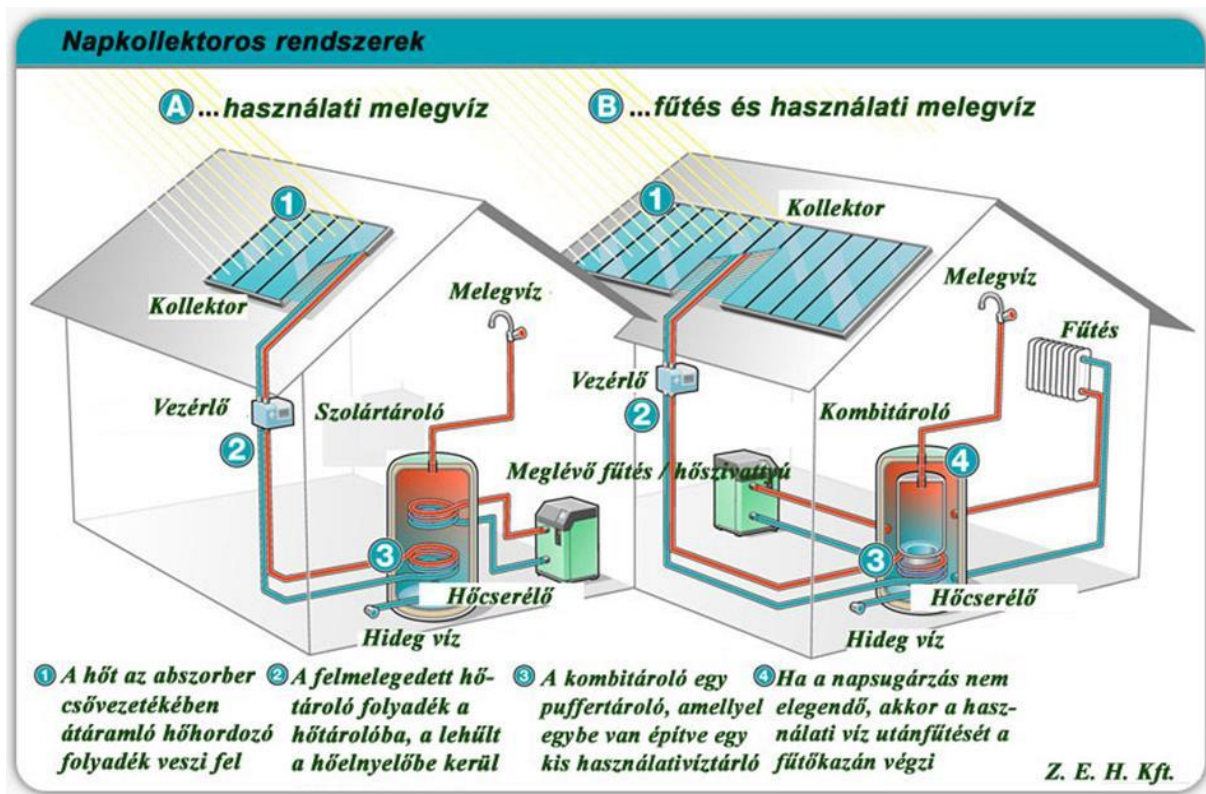 Napkollektoros rendszerek
A ...használati melegvíz
B ...fűtés és használati melegvíz
1
Kollektor
Melegvíz
Vezérlő
2
Szolártároló
3
Hőcserélő
Hideg víz
Meglévő fűtés / hőszivattyú
1
Kollektor
Melegvíz
Fűtés
Vezérlő
2
Kombitároló
4
3
Hőcserélő
Hideg víz
1 A hőt az abszorber
csővezetékében
átáramló hőhordozó
folyadék veszi fel
2 A felmelegedett hő-
tároló folyadék a
hőtárolóba, a lehűlt
a hőelnyelőbe kerül
3 A kombitároló egy
puffertároló, amellyel
egybe van építve egy
kis használativíztárló
4 Ha a napsugárzás nem
elegendő, akkor a hasz-
nálati víz utánfűtését a
fűtőkazán végzi
Z. E. H. Kft.